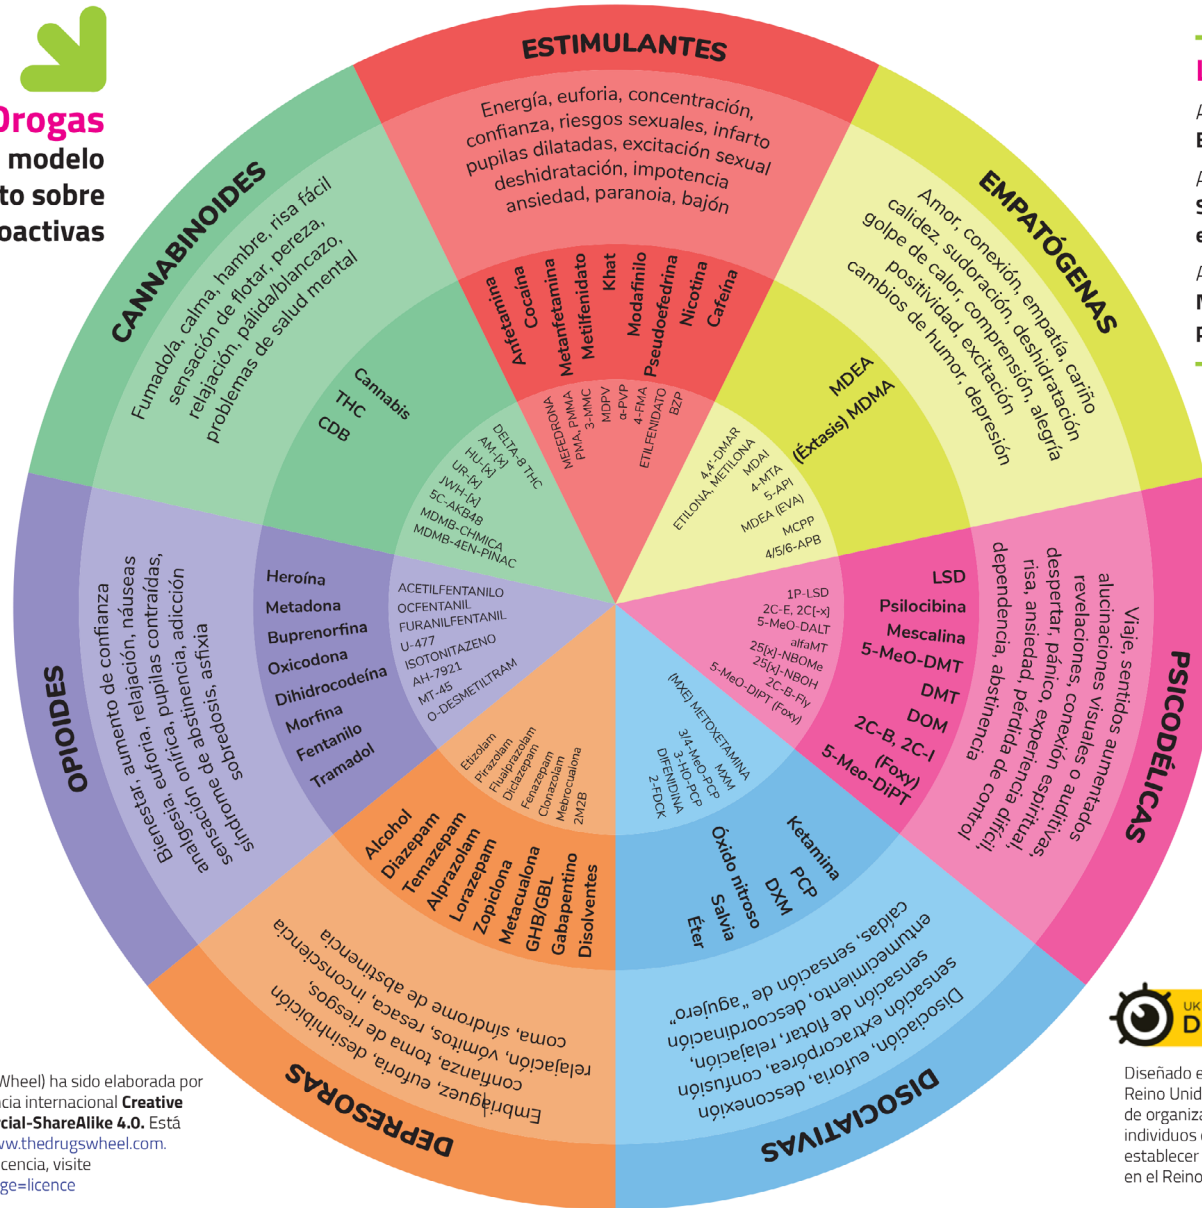 Drogas
modelo
to sobre
oactivas
ESTIMULANTES
Energía, euforia, concentración,
confianza, riesgos sexuales, infarto
pupilas dilatadas, excitación sexual
deshidratación, impotencia
ansiedad, paranoia, bajón
Anfetamina
Cocaína
Metanfetamina
Metilfenidato
Khat
Modafinilo
Pseudoefedrina
Nicotina
Cafeína
MEFEDRONA
PMA, PMMA
3-MMC
MDPV
α-PVP
4-FMA
ETILFENIDATO
BZP
EMPATÓGENAS
Amor, conexión, empatía, cariño
calidez, sudoración, deshidratación
golpe de calor, comprensión, alegría
positividad, excitación
cambios de humor, depresión
MDEA
(Éxtasis) MDMA
4,4'-DMAR
ETILONA, METILONA
MDAI
4-MTA
5-API
MDEA (EVA)
MCPP
4/5/6-APB
PSICODÉLICAS
Viaje, sentidos aumentados
alucinaciones visuales o auditivas,
revelaciones, conexión espiritual,
despertar, pánico, experiencia difícil,
risa, ansiedad, pérdida de control
dependencia, abstinencia
LSD
Psilocibina
Mescalina
5-MeO-DMT
DMT
DOM
2C-B, 2C-I
(Foxy)
5-Meo-DiPT
1P-LSD
2C-E, 2C[-x]
5-MeO-DALT
alfaMT
25[x]-NBOMe
25[x]-NBOH
2C-B-Fly
5-MeO-DiPT (Foxy)
DISOCIATIVAS
Disociación, euforia, desconexión
sensación extracorpórea, confusión
sensación de flotar, relajación,
entumecimiento, descoordinación
caídas, sensación de "agujero"
Ketamina
PCP
DXM
Óxido nitroso
Salvia
Éter
(MXE) METOXETAMINA
MXM
3/4-MeO-PCP
3-HO-PCP
DIFENIDINA
2-FDCK
DEPRESORAS
Embriaguez, euforia, desinhibición
confianza, toma de riesgos,
relajación, vómitos, resaca, inconsciencia
coma, síndrome de abstinencia
Alcohol
Diazepam
Temazepam
Alprazolam
Lorazepam
Zopiclona
Metacualona
GHB/GBL
Gabapentino
Disolventes
Etizolam
Pirazolam
Flualprazolam
Diclazepam
Fenazepam
Clonazolam
Mebrocualona
2M2B
OPIOIDES
Bienestar, aumento de confianza
analgesia, euforia, relajación, náuseas
sensación onírica, pupilas contraídas,
síndrome de abstinencia, adicción
sobredosis, asfixia
Heroína
Metadona
Buprenorfina
Oxicodona
Dihidrocodeína
Morfina
Fentanilo
Tramadol
ACETILFENTANILO
OCFENTANIL
FURANILFENTANIL
U-477
ISOTONITAZENO
AH-7921
MT-45
O-DESMETILTRAM
CANNABINOIDES
Fumadola, calma, hambre, risa fácil
sensación de flotar, pereza,
relajación, pálida/blancazo,
problemas de salud mental
Cannabis
THC
CDB
DELTA-8 THC
AM-[x]
HU-[x]
UR-[x]
JWH-[x]
5C-AKB48
MDMB-CHMICA
MDMB-4EN-PINAC
Wheel) ha sido elaborada por
ncia internacional Creative
rcial-ShareAlike 4.0. Está
ww.thedrugswheel.com.
icencia, visite
ge=licence
UK
D
Diseñado e
Reino Unid
de organiza
individuos
establecer
en el Reino